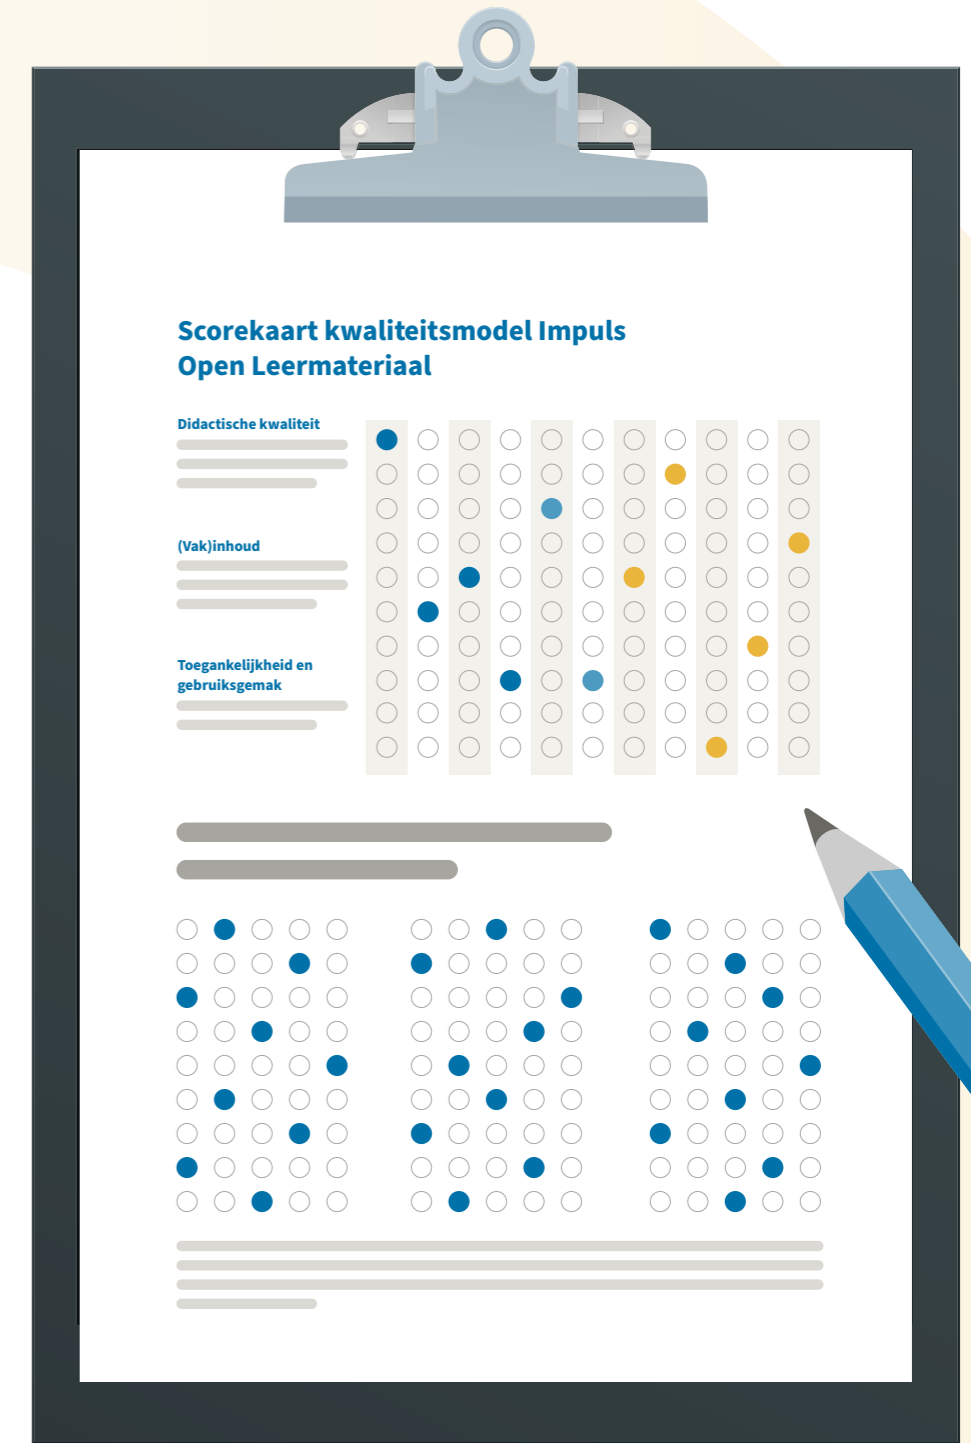 Scorekaart kwaliteitsmodel Impuls
Open Leermateriaal
Didactische kwaliteit
(Vak)inhoud
Toegankelijkheid en
gebruiksgemak